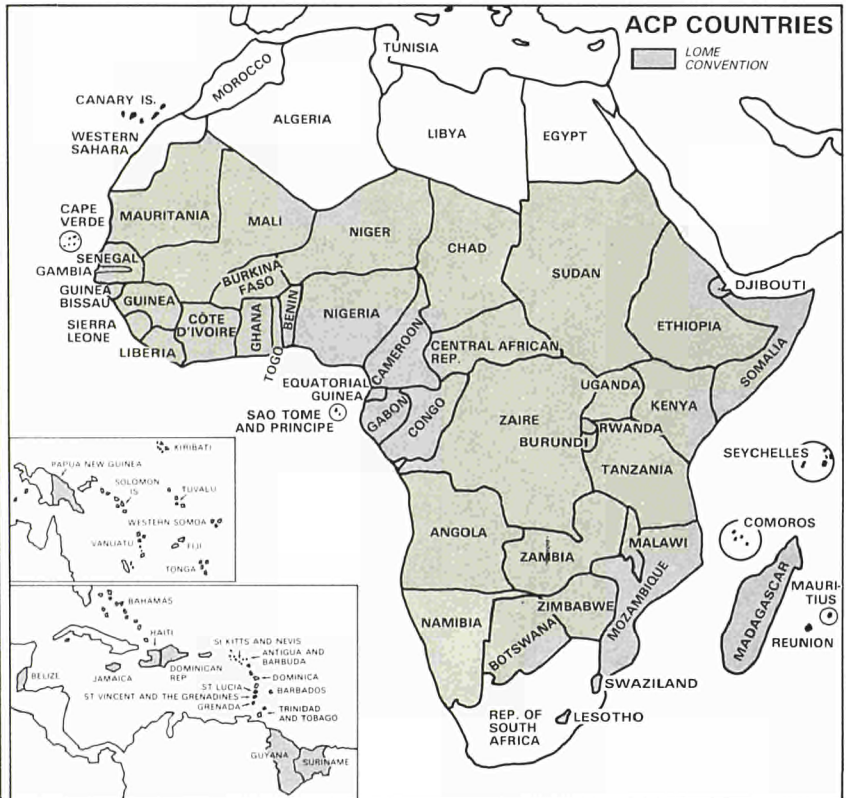 ACP COUNTRIES
LOME
CONVENTION
TUNISIA
MOROCCO
CANARY IS.
ALGERIA
LIBYA
EGYPT
WESTERN
SAHARA
CAPE
VERDE
MAURITANIA
MALI
NIGER
CHAD
SUDAN
SENEGAL
GAMBIA
GUINEA
BISSAU
GUINEA
BURKINA
FASO
DJIBOUTI
SIERRA
LEONE
CÔTE
D'IVOIRE
GHANA
BENIN
NIGERIA
CAMEROON
CENTRAL AFRICAN
REP.
ETHIOPIA
SOMALIA
LIBERIA
TOGO
EQUATORIAL
GUINEA
SAO TOME
AND PRINCIPE
GABON
CONGO
ZAIRE
UGANDA
KENYA
BURUNDI
RWANDA
TANZANIA
SEYCHELLES
COMOROS
ANGOLA
ZAMBIA
MALAWI
MOZAMBIQUE
MADAGASCAR
MAURI-
TIUS
REUNION
NAMIBIA
BOTSWANA
ZIMBABWE
SWAZILAND
REP. OF
SOUTH
AFRICA
LESOTHO
KIRIBATI
PAPUA NEW GUINEA
SOLOMON
IS
TUVALU
WESTERN SOMOA
VANUATU
FIJI
TONGA
BAHAMAS
HAITI
St KITTS AND NEVIS
ANTIGUA AND
BARBUDA
BELIZE
JAMAICA
DOMINICAN
REP
DOMINICA
ST LUCIA
BARBADOS
ST VINCENT AND THE GRENADINES
GRENADA
TRINIDAD
AND TOBAGO
GUYANA
SURINAME